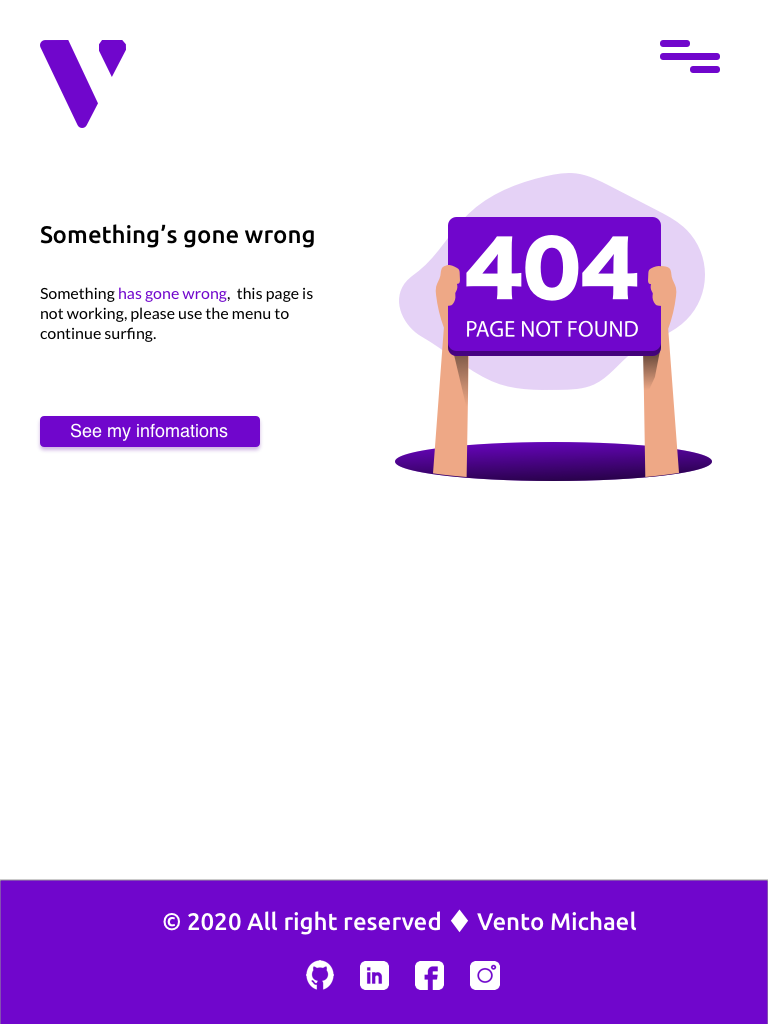 Something’s gone wrong
Something has gone wrong,  this page is
not working, please use the menu to
continue surfing.
See my infomations
404
PAGE NOT FOUND
© 2020 All right reserved ♦ Vento Michael